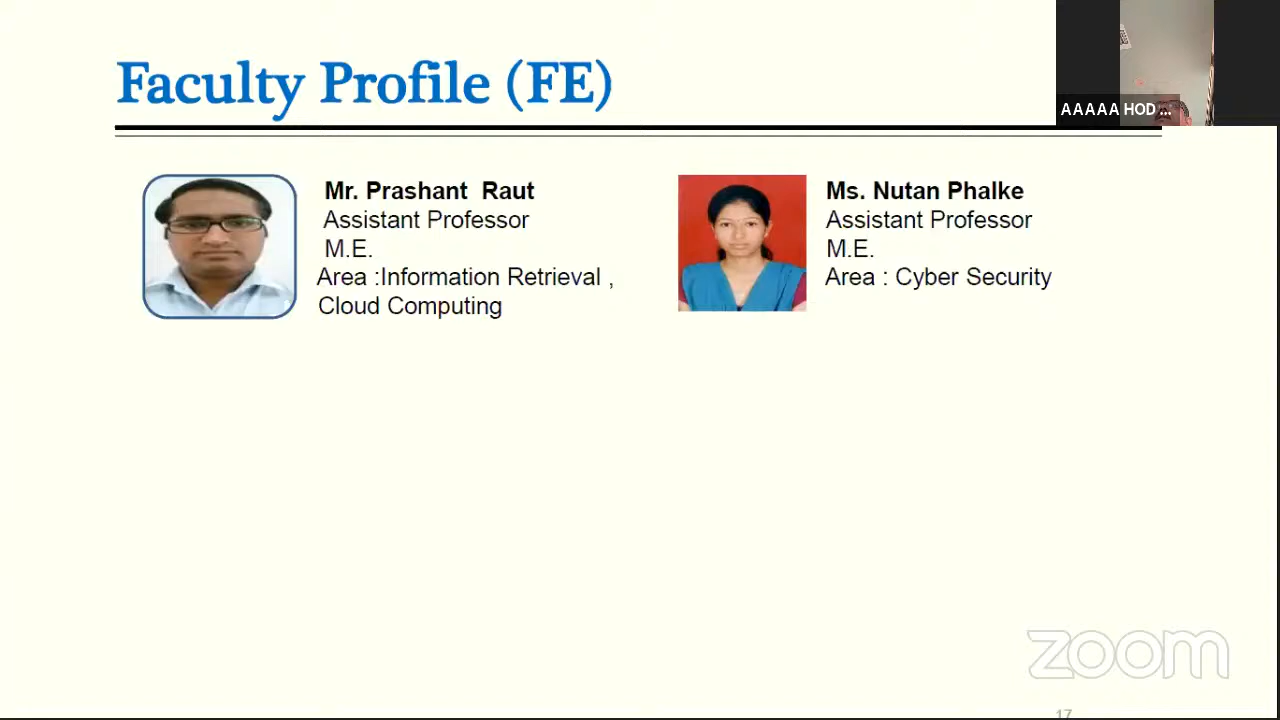 Faculty Profile (FE)
AAAAA HOD ...
Mr. Prashant Raut
Assistant Professor
M.E.
Area :Information Retrieval ,
Cloud Computing
Ms. Nutan Phalke
Assistant Professor
M.E.
Area : Cyber Security
zoom
17